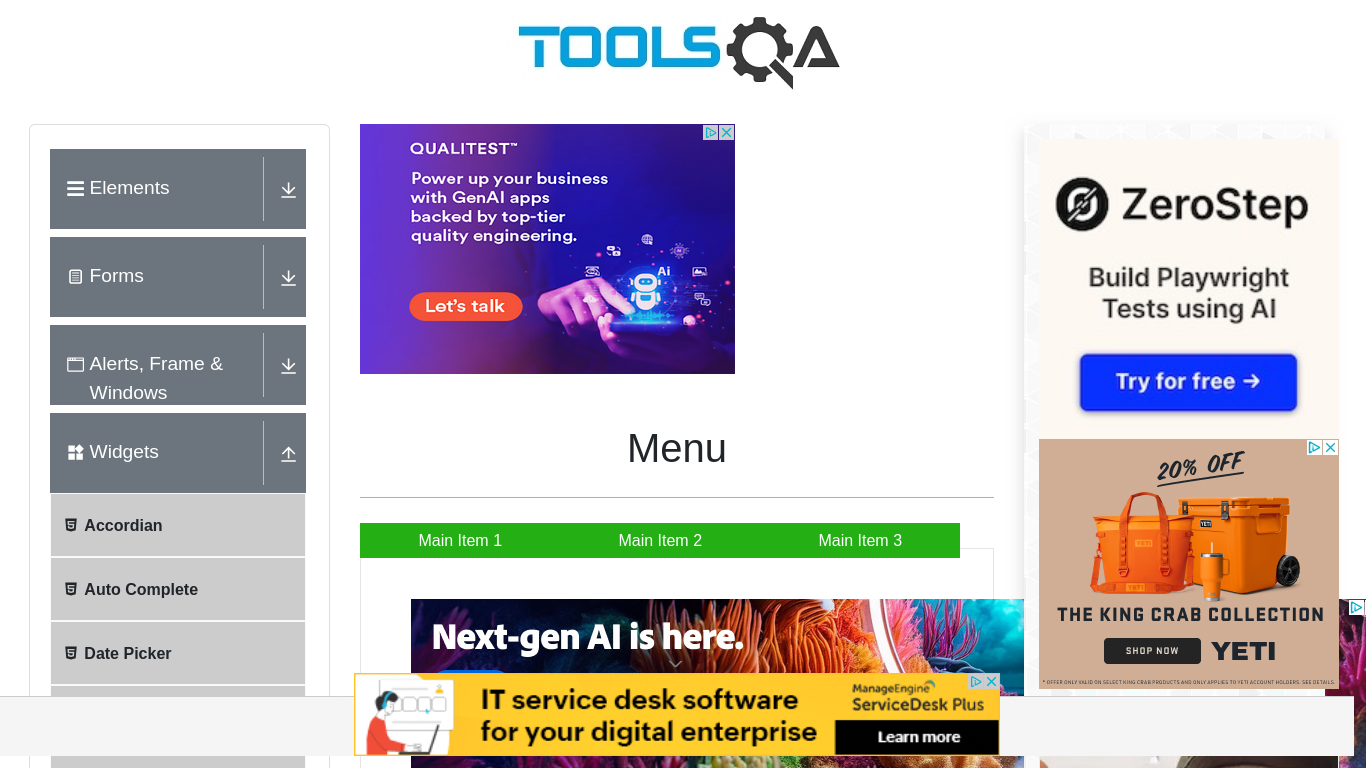 TOOLSQA
Elements
Forms
Alerts, Frame &
Windows
Widgets
Accordian
Auto Complete
Date Picker
QUALITEST™
Power up your business
with GenAI apps
backed by top-tier
quality engineering.
Let's talk
Ai
Menu
Main Item 1
Main Item 2
Main Item 3
Next-gen AI is here.
IT service desk software
for your digital enterprise
ManageEngine
ServiceDesk Plus
Learn more
ZeroStep
Build Playwright
Tests using AI
Try for free →
20% OFF
YETI
YETI
THE KING CRAB COLLECTION
SHOP NOW
YETI
* OFFER ONLY VALID ON SELECT KING CRAB PRODUCTS AND ONLY APPLIES TO YETI ACCOUNT HOLDERS. SEE DETAILS.